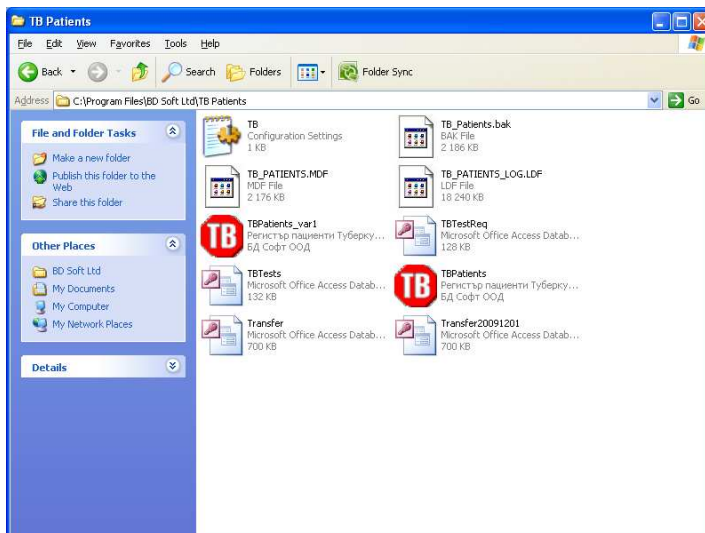 TB Patients
File Edit View Favorites Tools Help
Back Search Folders Folder Sync
Address C:\Program Files\BD Soft Ltd\TB Patients Go
File and Folder Tasks
Make a new folder
Publish this folder to the
Web
Share this folder
Other Places
BD Soft Ltd
My Documents
My Computer
My Network Places
Details
TB
Configuration Settings
1 KB
TB_Patients.bak
BAK File
2 186 KB
TB_PATIENTS.MDF
MDF File
2 176 KB
TB_PATIENTS_LOG.LDF
LDF File
18 240 KB
TB
TBPatients_var1
Регистър пациенти Туберку...
БД Софт ООД
TBTestReq
Microsoft Office Access Datab...
128 KB
TBTests
Microsoft Office Access Datab...
132 KB
TB
TBPatients
Регистър пациенти Туберку...
БД Софт ООД
Transfer
Microsoft Office Access Datab...
700 KB
Transfer20091201
Microsoft Office Access Datab...
700 KB